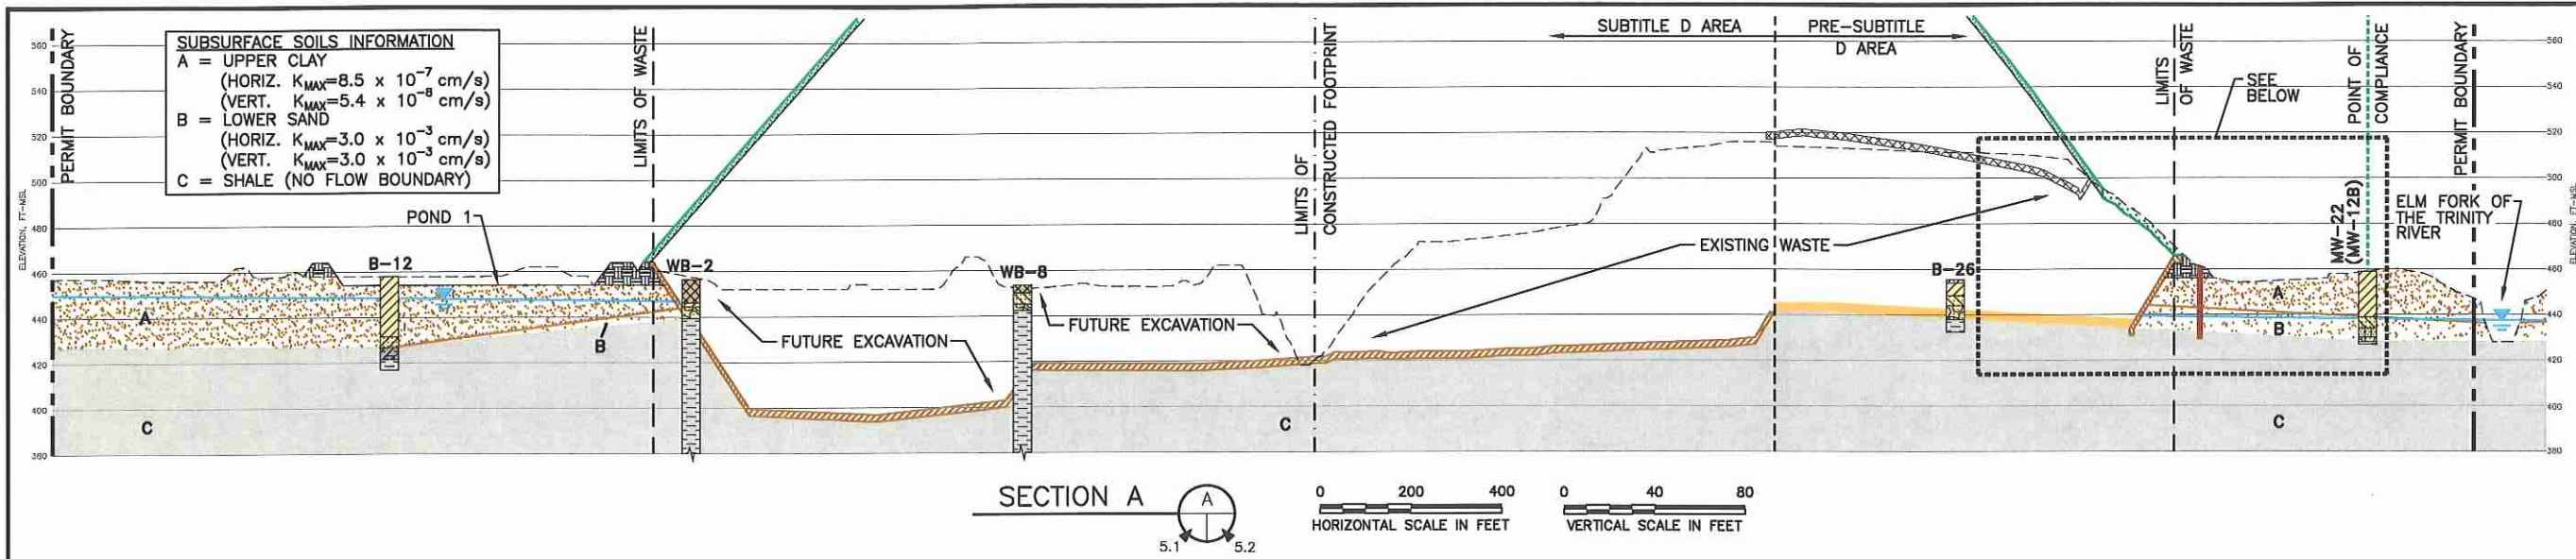 SUBSURFACE SOILS INFORMATION
A = UPPER CLAY
(HORIZ. KMAX=8.5 x 10-7 cm/s)
(VERT. KMAX=5.4 x 10-8 cm/s)
B = LOWER SAND
(HORIZ. KMAX=3.0 x 10-3 cm/s)
(VERT. KMAX=3.0 x 10-3 cm/s)
C = SHALE (NO FLOW BOUNDARY)
PERMIT BOUNDARY
LIMITS OF WASTE
LIMITS OF
CONSTRUCTED FOOTPRINT
SUBTITLE D AREA
PRE-SUBTITLE
D AREA
LIMITS
OF WASTE
SEE
BELOW
POINT OF
COMPLIANCE
PERMIT BOUNDARY
MW-22
(MW-12B)
ELM FORK OF
THE TRINITY
RIVER
ELEVATION, FT-MSL
560
540
520
500
480
460
440
420
400
380
POND 1
B-12
WB-2
WB-8
B-26
EXISTING WASTE
FUTURE EXCAVATION
FUTURE EXCAVATION
A
B
C
C
A
B
C
560
540
520
500
480
460
440
420
400
380
ELEVATION, FT-MSL
SECTION A
A
5.1
5.2
0 200 400
HORIZONTAL SCALE IN FEET
0 40 80
VERTICAL SCALE IN FEET